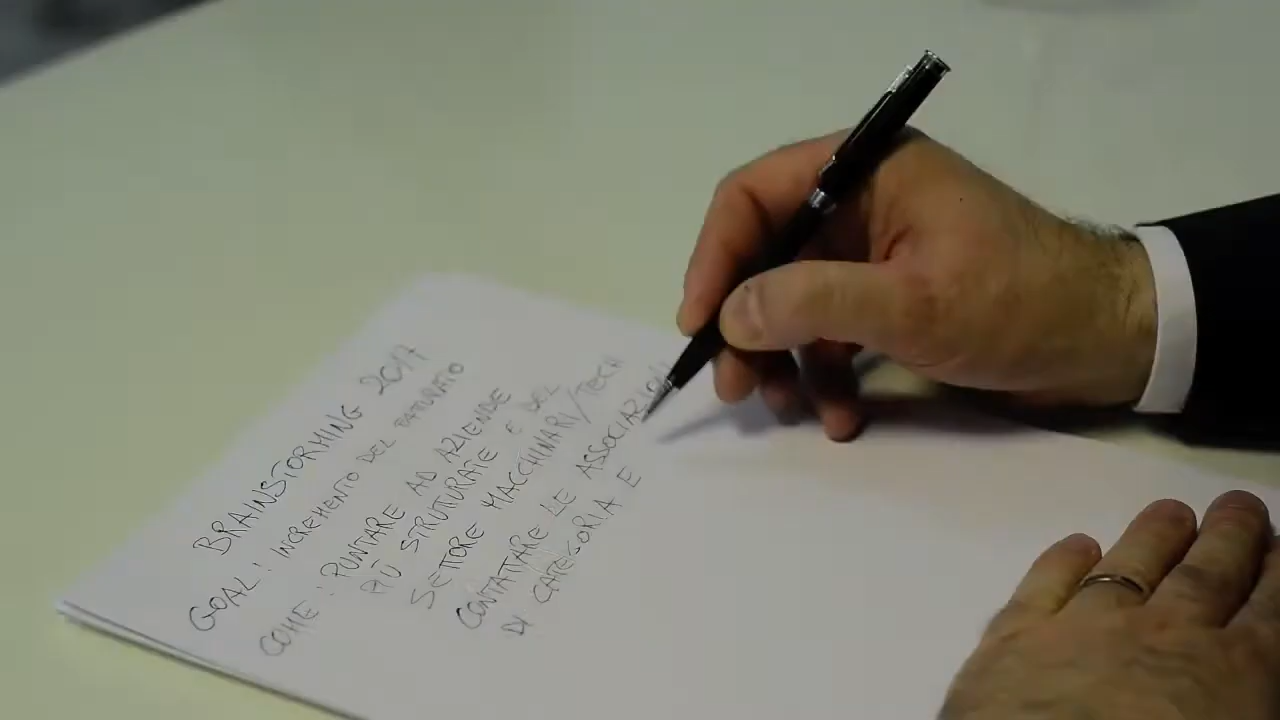 BRAINSTORMING 2017
GOAL: INCREMENTO DEL FATTURATO
COME: PUNTARE AD AZIENDE
PIÙ STRUTTURATE E DEL
SETTORE MACCHINARI/TECH
CONTATTARE LE ASSOCIAZIONI
DI CATEGORIA E